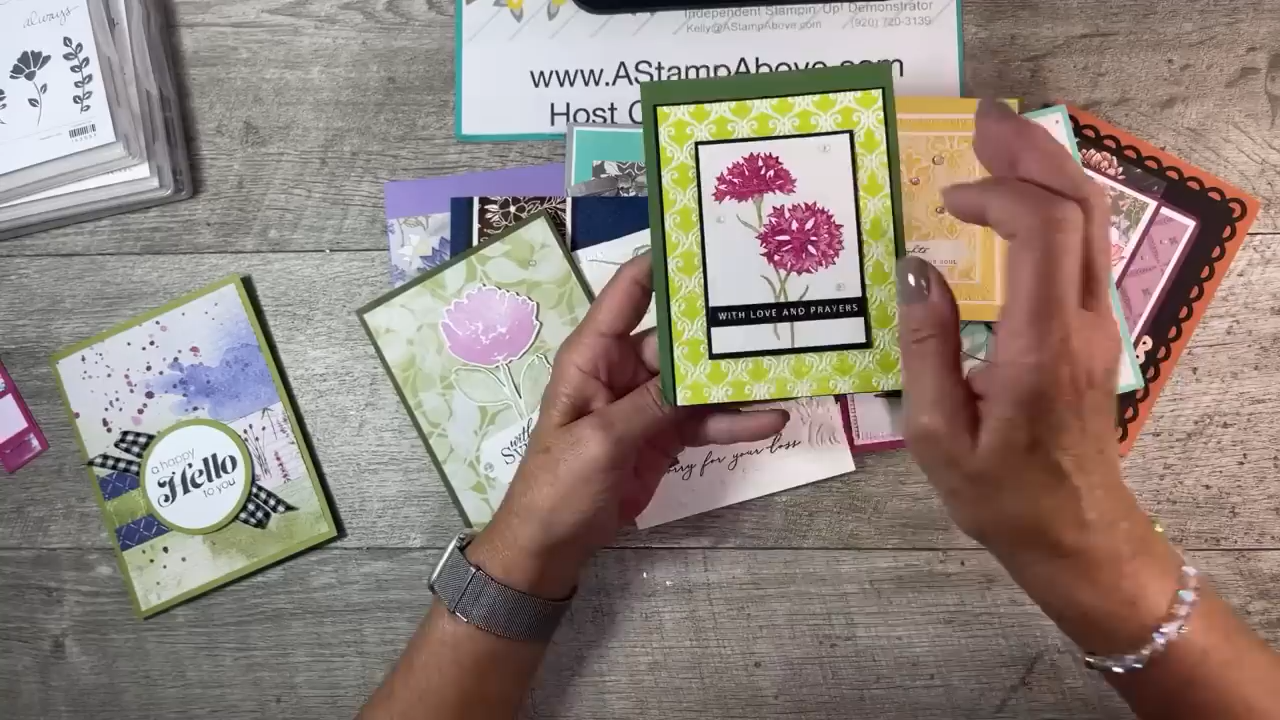 always
Independent Stampin' Up! Demonstrator
Kelly@AStampAbove.com (920) 720-3135
www.AStampAbove.com
Host
WITH LOVE AND PRAYERS
a happy
Hello
to you
with
for your loss